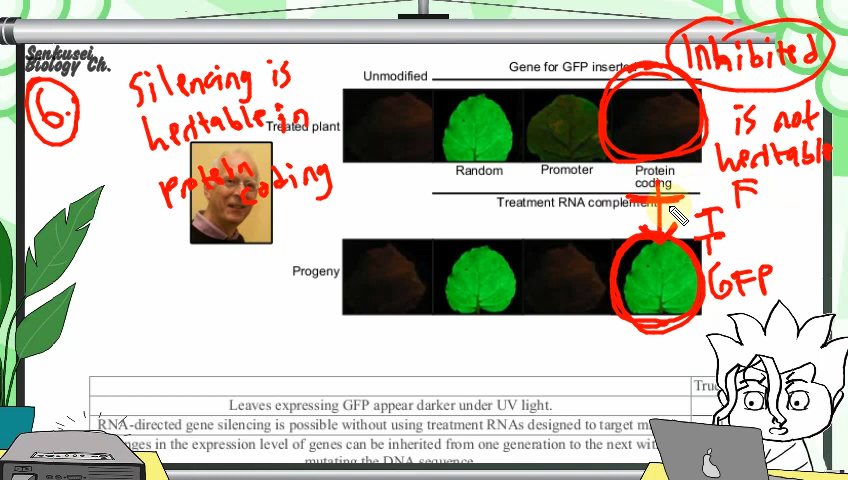 Senkusei
Biology Ch.
6.
Silencing is
heritable in
protein
coding
Inhibited
is not
heritable
F
I
GFP
Gene for GFP inserted
Unmodified
Treated plant
Random
Promoter
Protein
coding
Treatment RNA complement
Progeny
Leaves expressing GFP appear darker under UV light.
RNA-directed gene silencing is possible without using treatment RNAs designed to target m
nges in the expression level of genes can be inherited from one generation to the next wit
mutating the DNA sequence.